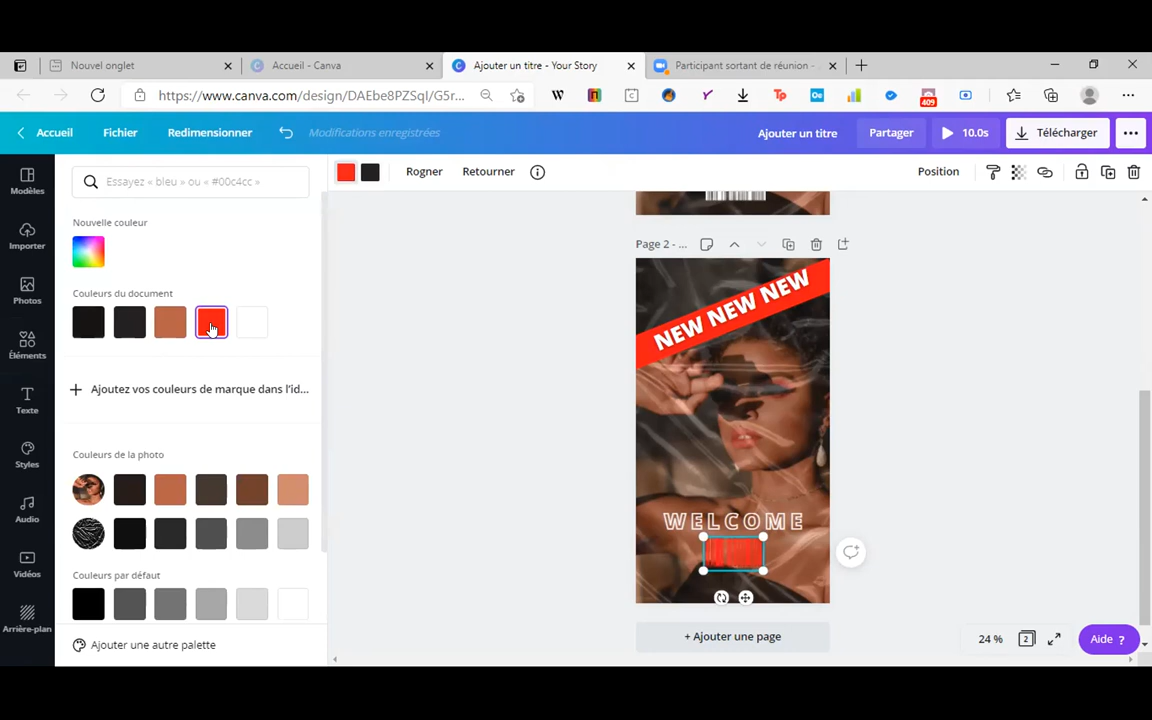 Nouvel onglet
Accueil - Canva
Ajouter un titre - Your Story
Participant sortant de réunion -
https://www.canva.com/design/DAEbe8PZSqI/G5r...
409
Accueil
Fichier
Redimensionner
Modifications enregistrées
Ajouter un titre
Partager
10.0s
Télécharger
Modèles
Importer
Photos
Éléments
Texte
Styles
Audio
Vidéos
Arrière-plan
Essayez « bleu » ou « #00c4cc »
Nouvelle couleur
Couleurs du document
Ajoutez vos couleurs de marque dans l'id...
Couleurs de la photo
Couleurs par défaut
Ajouter une autre palette
Rogner
Retourner
Position
Page 2 - ...
NEW NEW NEW
WELCOME
+ Ajouter une page
24 %
2
Aide ?